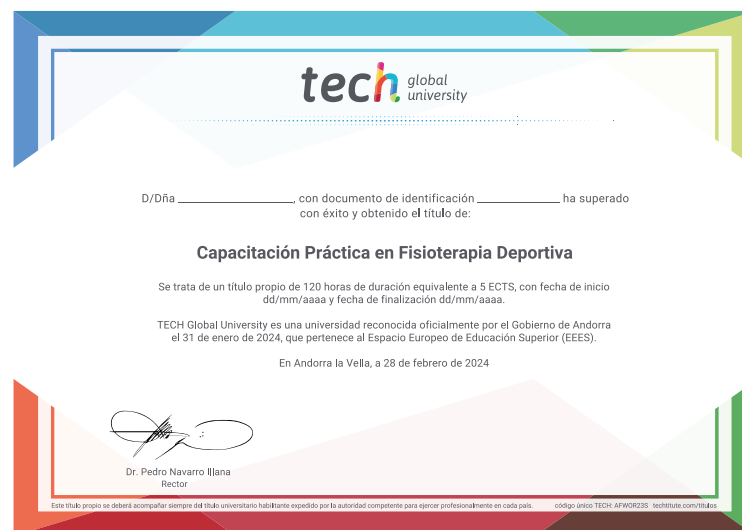 tech global university
D/Dña ____________________, con documento de identificación ______________ ha superado
con éxito y obtenido el título de:
Capacitación Práctica en Fisioterapia Deportiva
Se trata de un título propio de 120 horas de duración equivalente a 5 ECTS, con fecha de inicio
dd/mm/aaaa y fecha de finalización dd/mm/aaaa.
TECH Global University es una universidad reconocida oficialmente por el Gobierno de Andorra
el 31 de enero de 2024, que pertenece al Espacio Europeo de Educación Superior (EEES).
En Andorra la Vella, a 28 de febrero de 2024
Dr. Pedro Navarro Illana
Rector
Este título propio se deberá acompañar siempre del título universitario habilitante expedido por la autoridad competente para ejercer profesionalmente en cada país. código único TECH: AFWOR23S techtitute.com/titulos